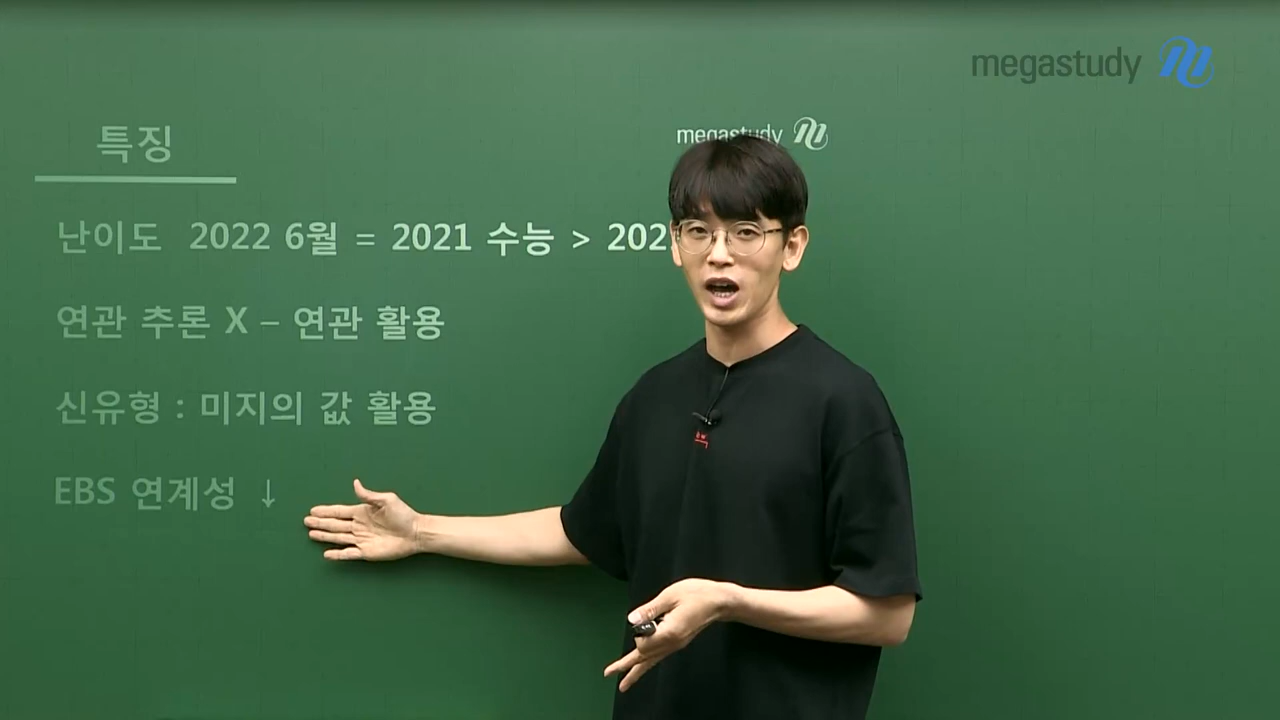 megastudy
megastudy
특징
난이도 2022 6월 = 2021 수능 >
연관 추론 X – 연관 활용
신유형 : 미지의 값 활용
EBS 연계성 ↓